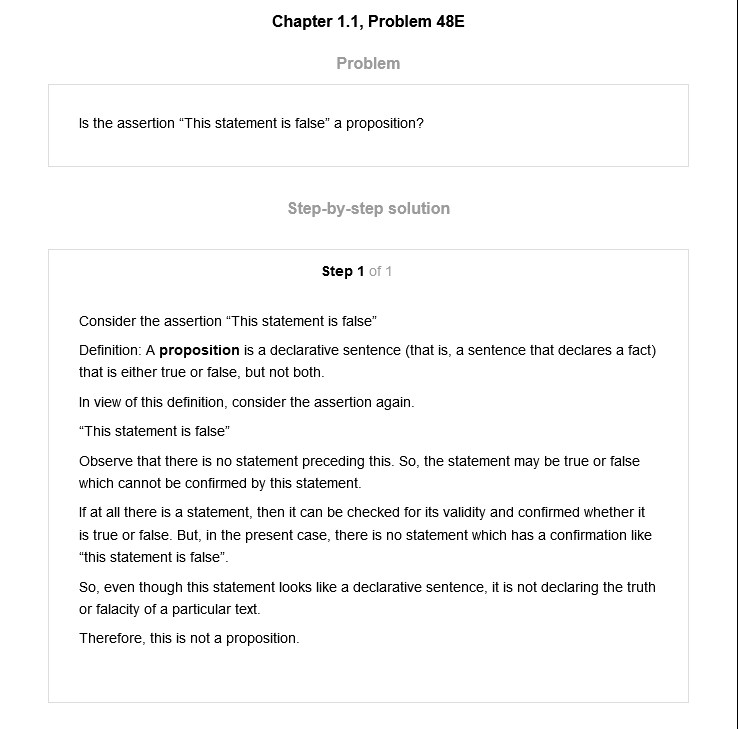 Chapter 1.1, Problem 48E
Problem
Is the assertion “This statement is false” a proposition?
Step-by-step solution
Step 1 of 1
Consider the assertion “This statement is false”
Definition: A proposition is a declarative sentence (that is, a sentence that declares a fact)
that is either true or false, but not both.
In view of this definition, consider the assertion again.
“This statement is false”
Observe that there is no statement preceding this. So, the statement may be true or false
which cannot be confirmed by this statement.
If at all there is a statement, then it can be checked for its validity and confirmed whether it
is true or false. But, in the present case, there is no statement which has a confirmation like
“this statement is false”.
So, even though this statement looks like a declarative sentence, it is not declaring the truth
or falacity of a particular text.
Therefore, this is not a proposition.